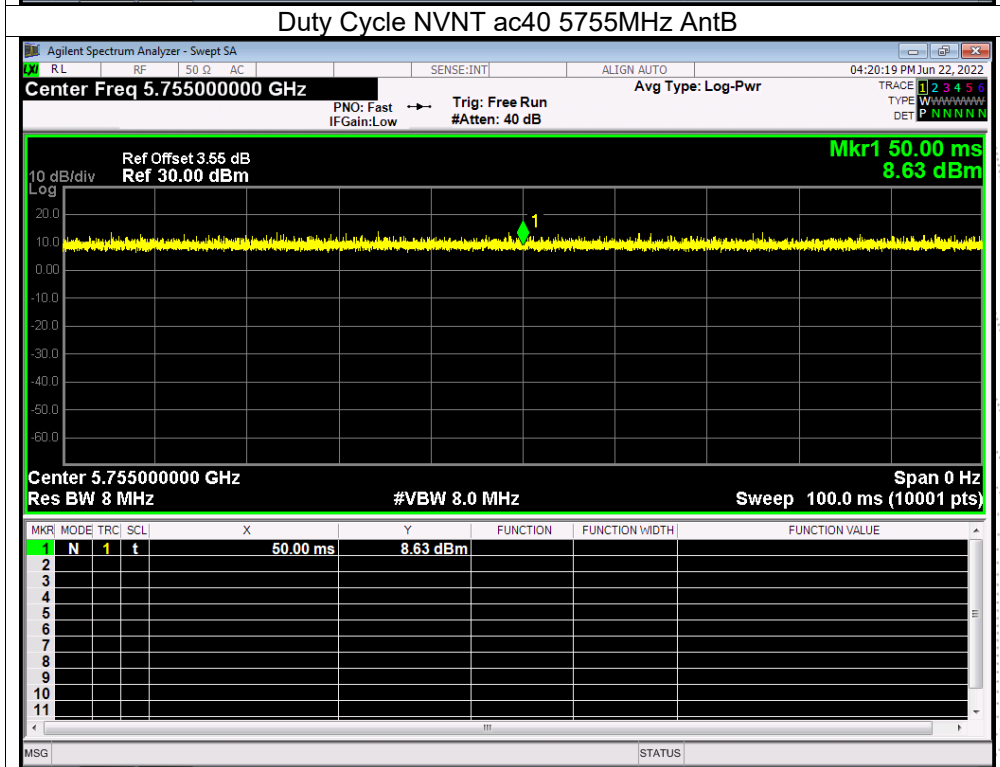 Duty Cycle NVNT ac40 5755MHz AntB
Agilent Spectrum Analyzer - Swept SA
LXI RL RF 50 Ω AC SENSE:INT ALIGN AUTO 04:20:19 PM Jun 22, 2022
Center Freq 5.755000000 GHz Avg Type: Log-Pwr TRACE 1 2 3 4 5 6
PNO: Fast Trig: Free Run TYPE WWWWWW
IFGain:Low #Atten: 40 dB DET P N N N N N
Mkr1 50.00 ms
Ref Offset 3.55 dB 8.63 dBm
10 dB/div Ref 30.00 dBm
Log
20.0
1
10.0
0.00
-10.0
-20.0
-30.0
-40.0
-50.0
-60.0
Center 5.755000000 GHz Span 0 Hz
Res BW 8 MHz #VBW 8.0 MHz Sweep 100.0 ms (10001 pts)
MKR MODE TRC SCL X Y FUNCTION FUNCTION WIDTH FUNCTION VALUE
1 N 1 t 50.00 ms 8.63 dBm
2
3
4
5
6
7
8
9
10
11
MSG STATUS